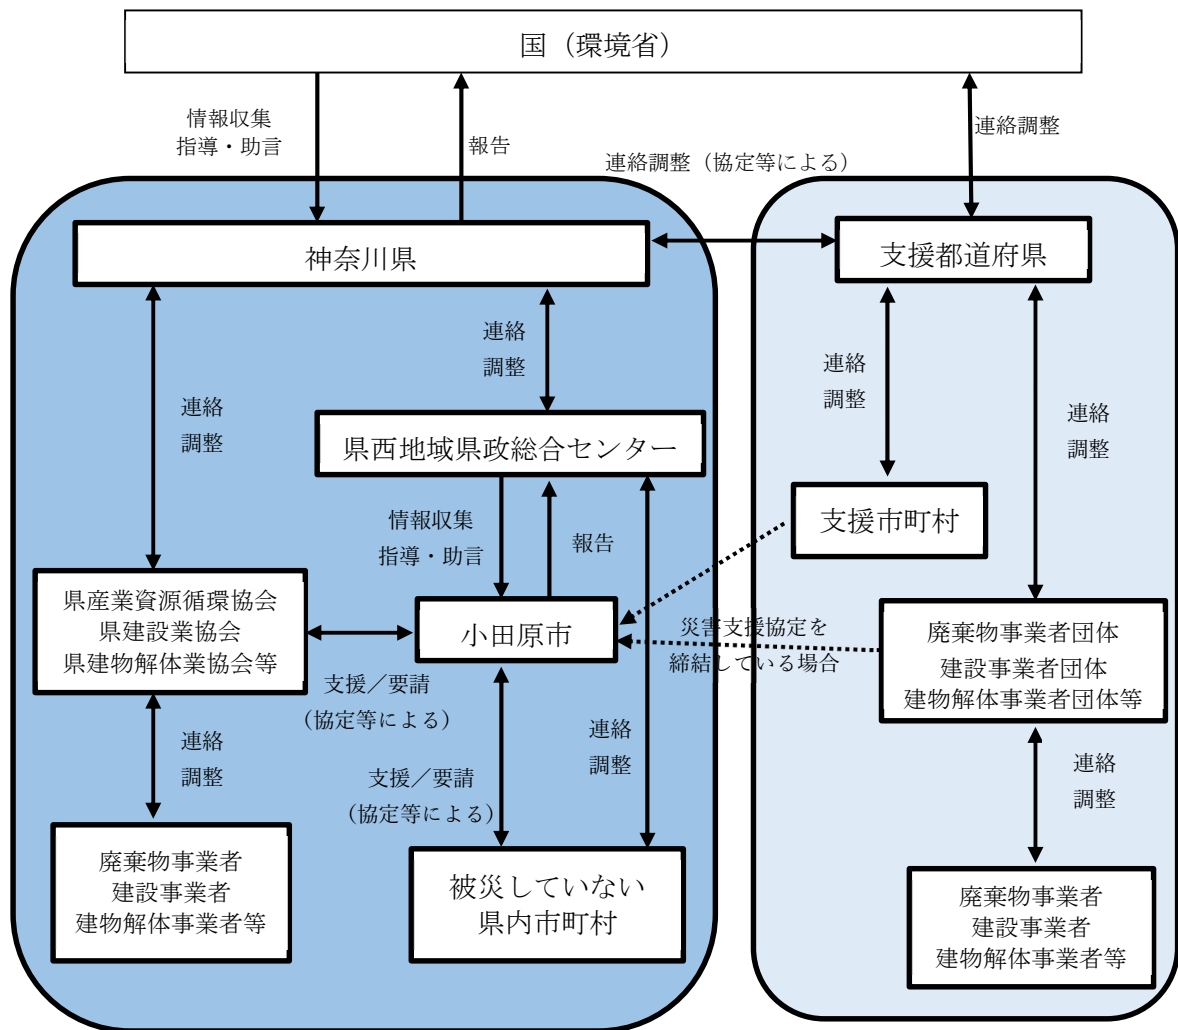 国（環境省）
情報収集
指導・助言
報告
連絡調整
連絡調整（協定等による）
神奈川県
支援都道府県
連絡
調整
連絡
調整
連絡
調整
連絡
調整
県西地域県政総合センター
支援市町村
情報収集
指導・助言
報告
県産業資源循環協会
県建設業協会
県建物解体業協会等
小田原市
災害支援協定を
締結している場合
廃棄物事業者団体
建設事業者団体
建物解体事業者団体等
支援／要請
（協定等による）
連絡
調整
支援／要請
（協定等による）
連絡
調整
連絡
調整
廃棄物事業者
建設事業者
建物解体事業者等
被災していない
県内市町村
廃棄物事業者
建設事業者
建物解体事業者等